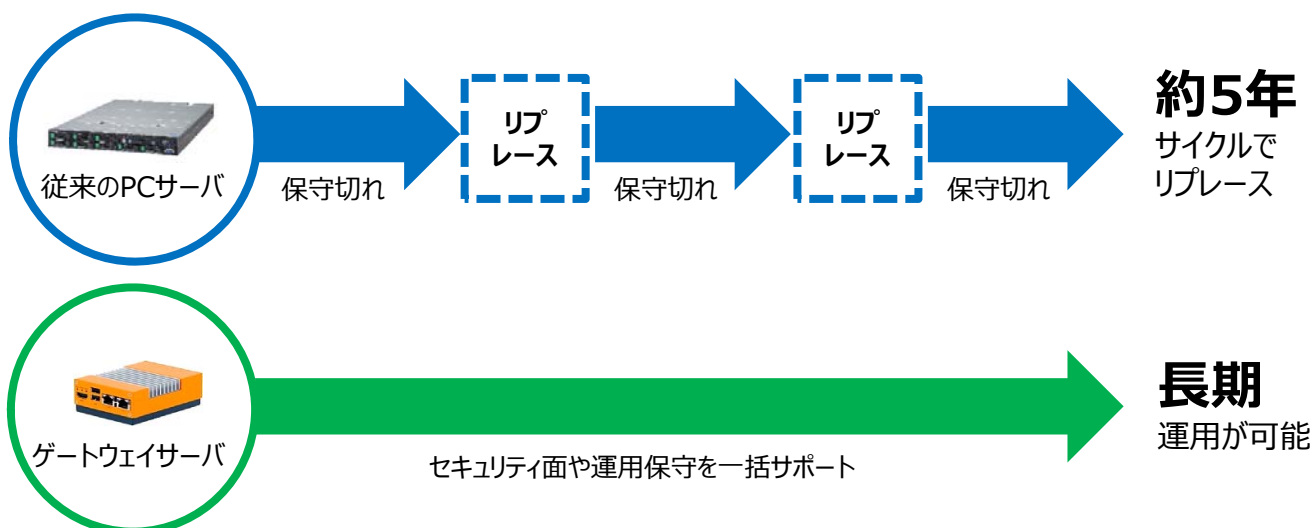 従来のPCサーバ
保守切れ
リプ
レース
保守切れ
リプ
レース
保守切れ
約5年
サイクルで
リプレース
ゲートウェイサーバ
セキュリティ面や運用保守を一括サポート
長期
運用が可能